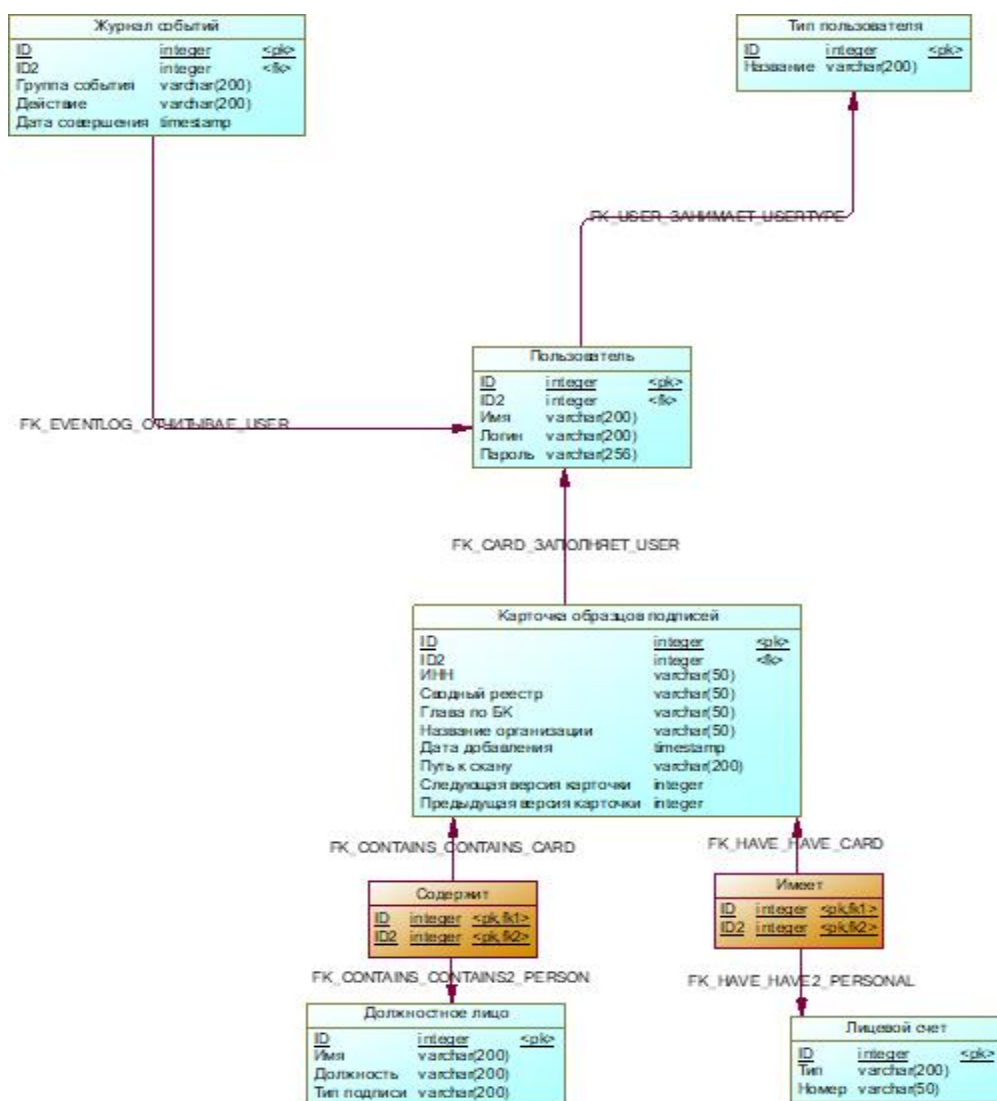 Журнал событий
ID integer <pk>
ID2 integer <fk>
Группа события varchar(200)
Действие varchar(200)
Дата совершения timestamp
Тип пользователя
ID integer <pk>
Название varchar(200)
FK_USER_ЗАНИМАЕТ_USERTYPE
Пользователь
ID integer <pk>
ID2 integer <fk>
Имя varchar(200)
Логин varchar(200)
Пароль varchar(256)
FK_EVENTLOG_ОТЧИТЫВАЕ_USER
FK_CARD_ЗАПОЛНЯЕТ_USER
Карточка образцов подписей
ID integer <pk>
ID2 integer <fk>
ИНН varchar(50)
Сводный реестр varchar(50)
Глава по БК varchar(50)
Название организации varchar(50)
Дата добавления timestamp
Путь к скану varchar(200)
Следующая версия карточки integer
Предыдущая версия карточки integer
FK_CONTAINS_CONTAINS_CARD
FK_HAVE_HAVE_CARD
Содержит
ID integer <pk,fk1>
ID2 integer <pk,fk2>
Имеет
ID integer <pk,fk1>
ID2 integer <pk,fk2>
FK_CONTAINS_CONTAINS2_PERSON
FK_HAVE_HAVE2_PERSONAL
Должностное лицо
ID integer <pk>
Имя varchar(200)
Должность varchar(200)
Тип подписи varchar(200)
Лицевой счет
ID integer <pk>
Тип varchar(200)
Номер varchar(50)